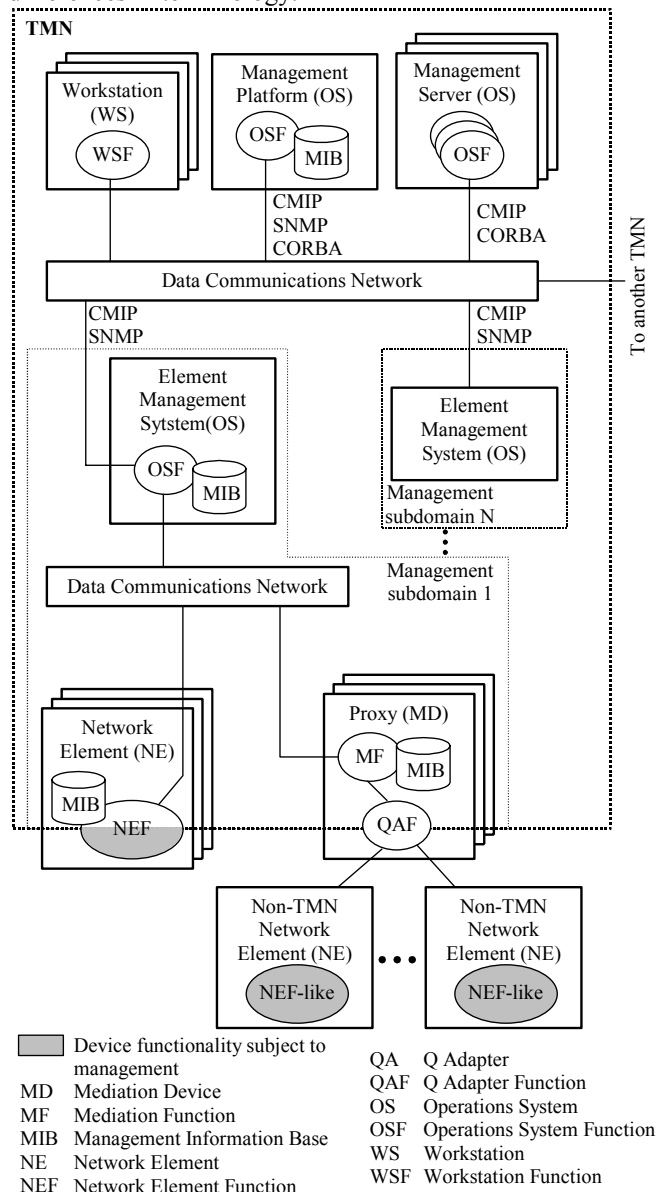 TMN
Workstation
(WS)
WSF
Management
Platform (OS)
OSF
MIB
Management
Server (OS)
OSF
CMIP
SNMP
CORBA
CMIP
CORBA
Data Communications Network
To another TMN
CMIP
SNMP
CMIP
SNMP
Element
Management
Sytstem(OS)
OSF
MIB
Element
Management
System (OS)
Management
subdomain N
Management
subdomain 1
Data Communications Network
Network
Element (NE)
MIB
NEF
Proxy (MD)
MF
MIB
QAF
Non-TMN
Network
Element (NE)
NEF-like
Non-TMN
Network
Element (NE)
NEF-like
Device functionality subject to
management
MD Mediation Device
MF Mediation Function
MIB Management Information Base
NE Network Element
NEF Network Element Function
QA Q Adapter
QAF Q Adapter Function
OS Operations System
OSF Operations System Function
WS Workstation
WSF Workstation Function